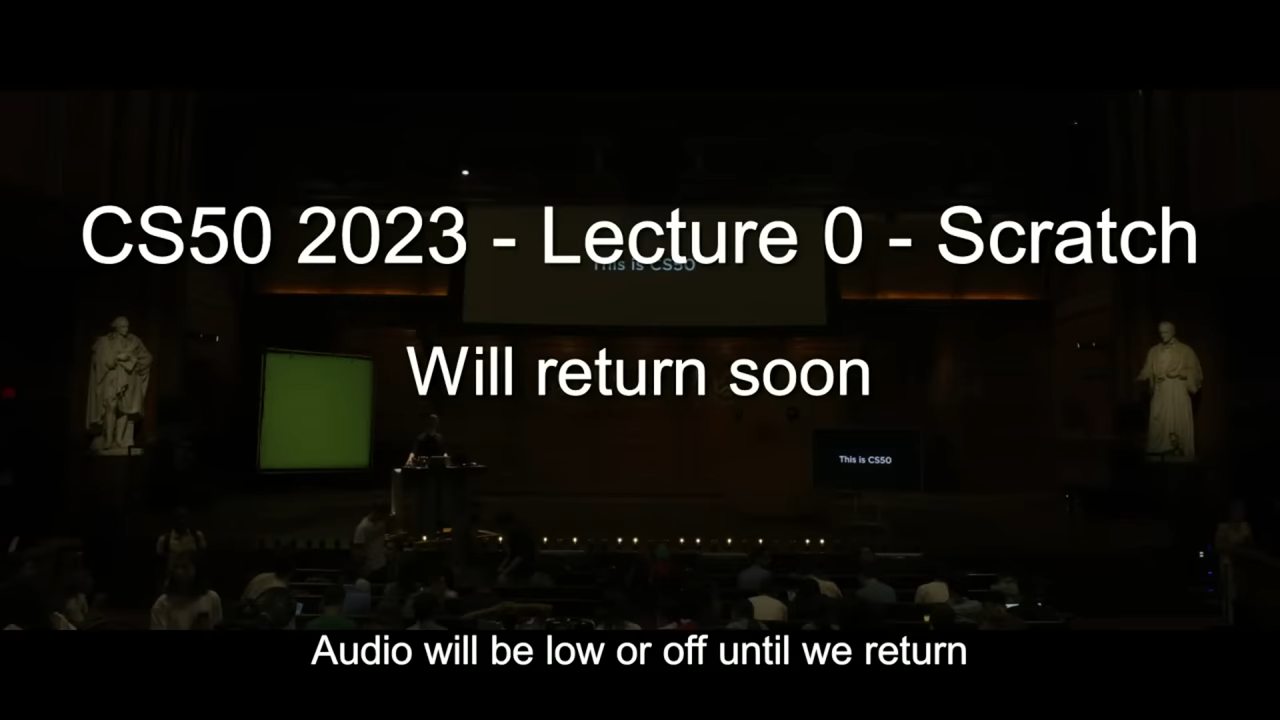 CS50 2023 - Lecture 0 - Scratch
This is CS50
Will return soon
This is CS50
Audio will be low or off until we return